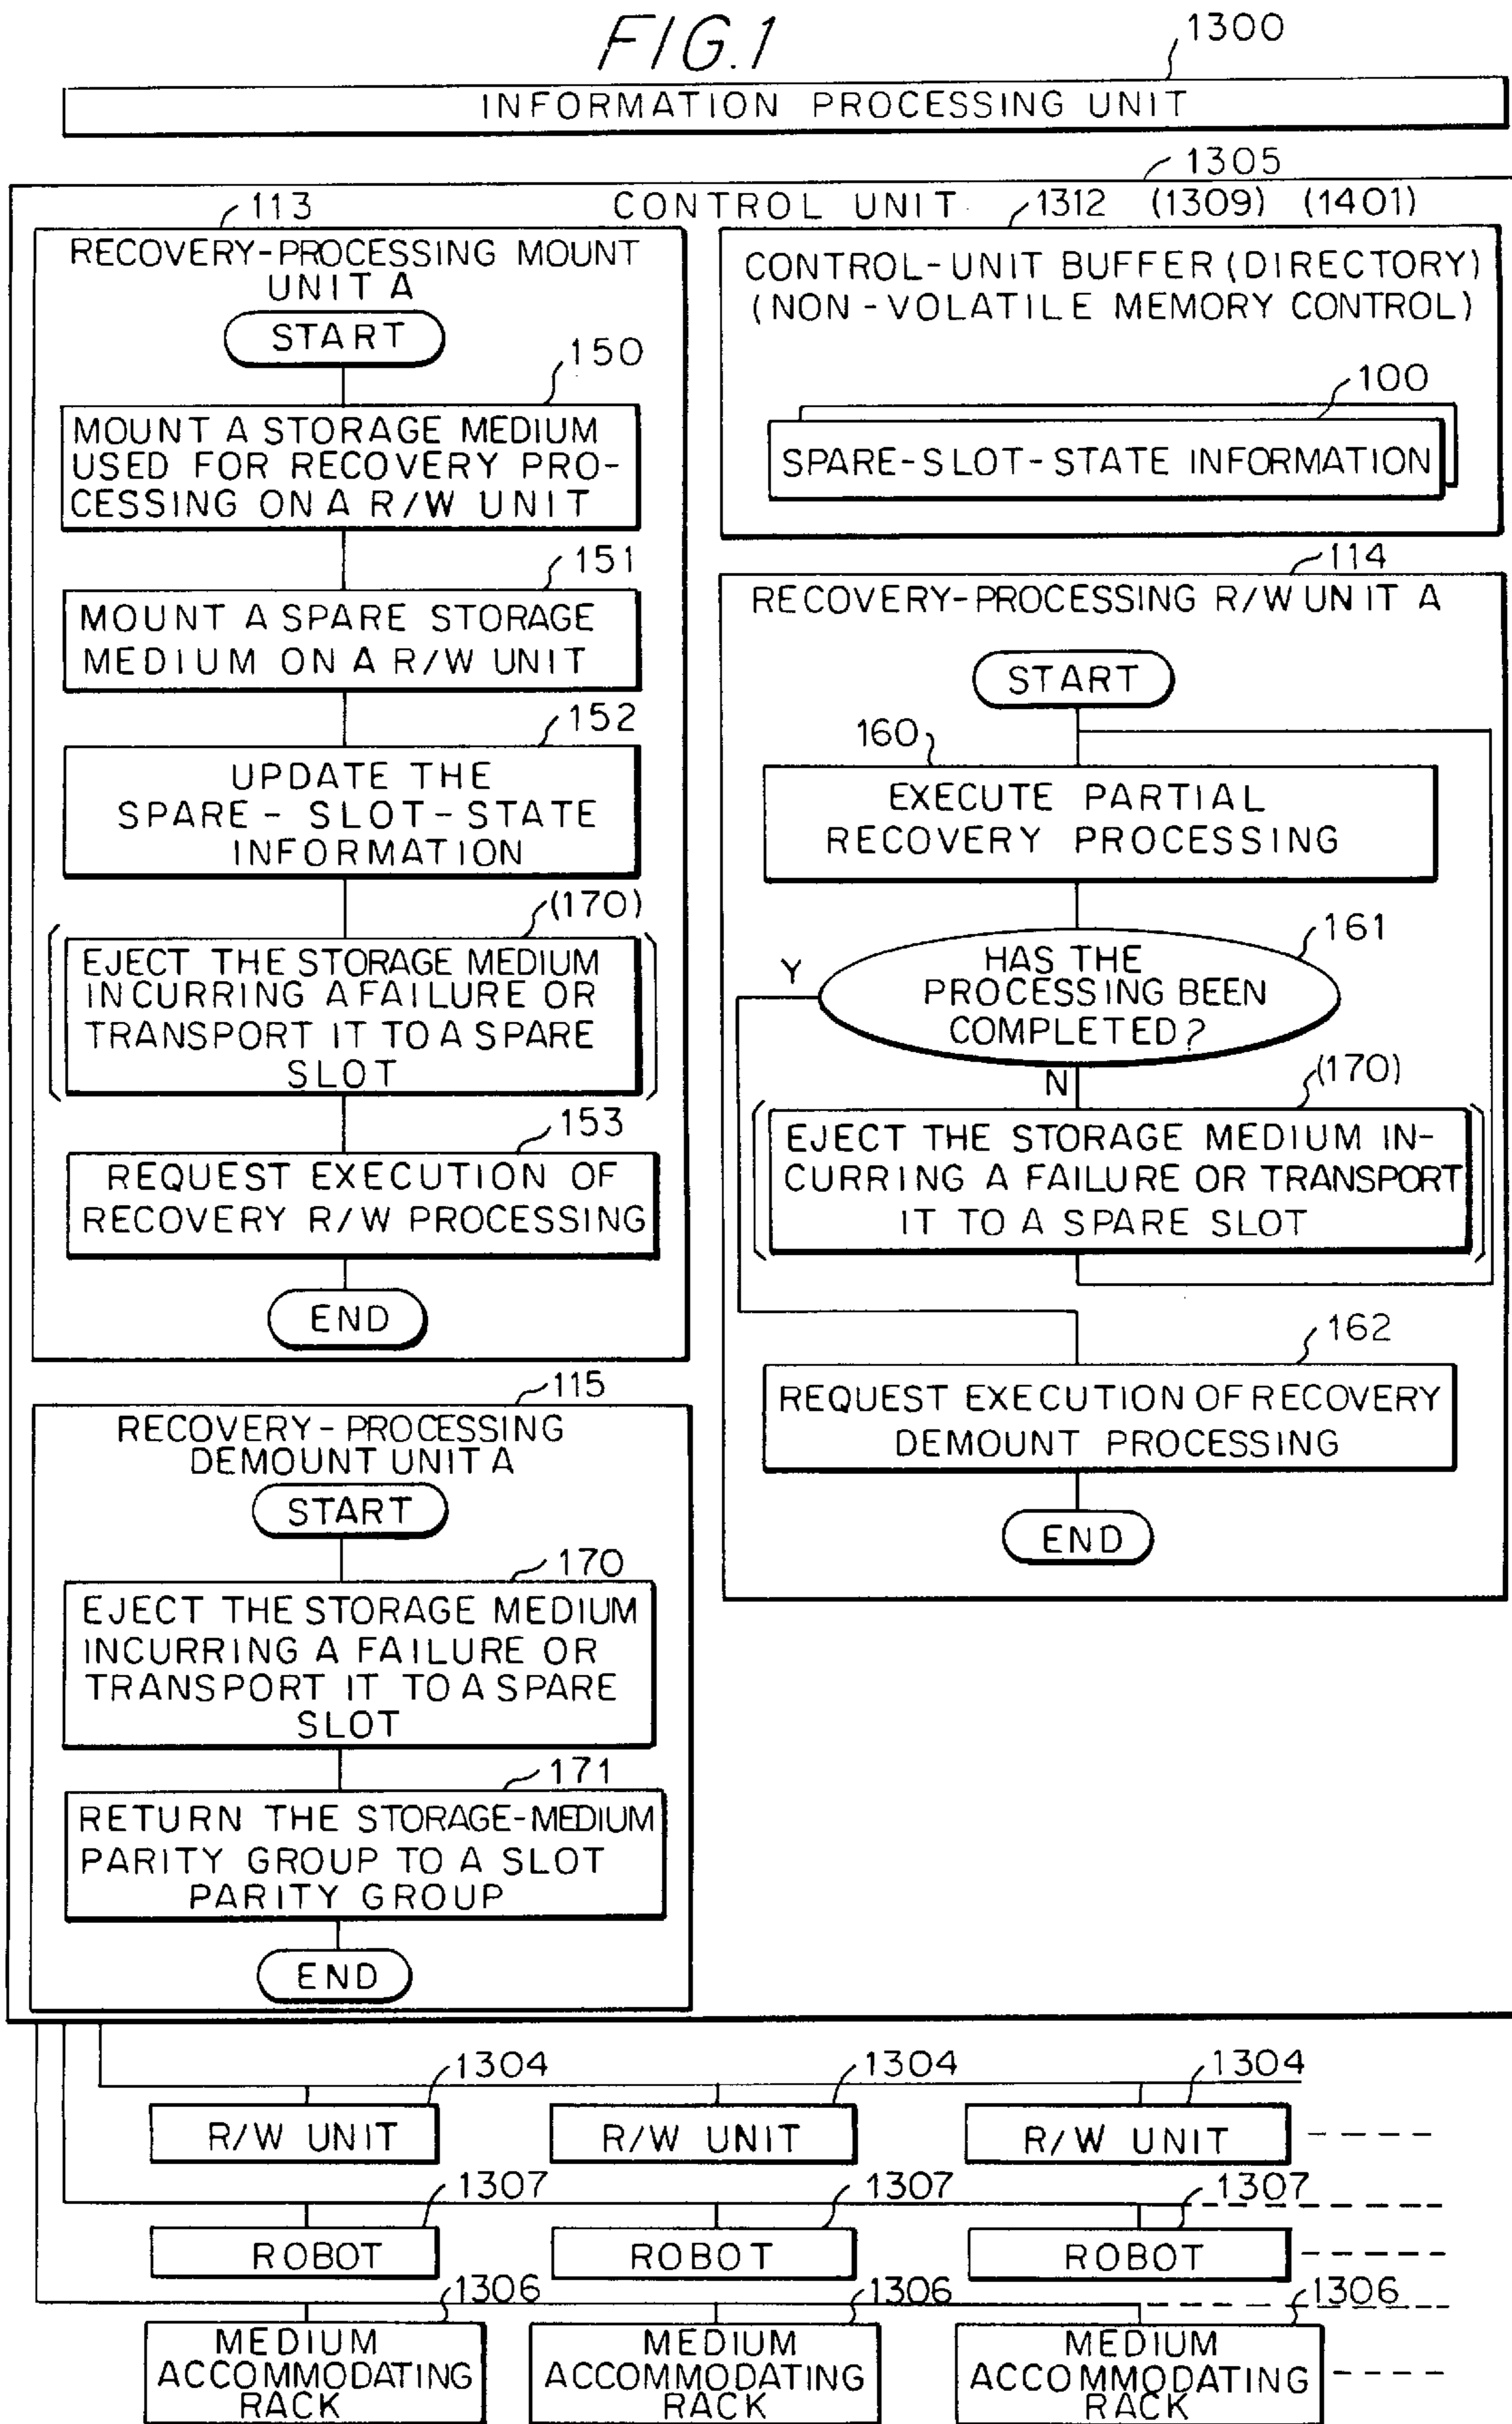 FIG.1
1300
INFORMATION PROCESSING UNIT
1305
CONTROL UNIT
113
RECOVERY-PROCESSING MOUNT
UNIT A
START
150
MOUNT A STORAGE MEDIUM
USED FOR RECOVERY PRO-
CESSING ON A R/W UNIT
151
MOUNT A SPARE STORAGE
MEDIUM ON A R/W UNIT
152
UPDATE THE
SPARE-SLOT-STATE
INFORMATION
(170)
EJECT THE STORAGE MEDIUM
INCURRING A FAILURE OR
TRANSPORT IT TO A SPARE
SLOT
153
REQUEST EXECUTION OF
RECOVERY R/W PROCESSING
END
1312 (1309) (1401)
CONTROL-UNIT BUFFER (DIRECTORY)
(NON-VOLATILE MEMORY CONTROL)
100
SPARE-SLOT-STATE INFORMATION
114
RECOVERY-PROCESSING R/W UNIT A
START
160
EXECUTE PARTIAL
RECOVERY PROCESSING
161
HAS THE
PROCESSING BEEN
COMPLETED?
Y
N
(170)
EJECT THE STORAGE MEDIUM IN-
CURRING A FAILURE OR TRANSPORT
IT TO A SPARE SLOT
162
REQUEST EXECUTION OF RECOVERY
DEMOUNT PROCESSING
END
115
RECOVERY-PROCESSING
DEMOUNT UNIT A
START
170
EJECT THE STORAGE MEDIUM
INCURRING A FAILURE OR
TRANSPORT IT TO A SPARE
SLOT
171
RETURN THE STORAGE-MEDIUM
PARITY GROUP TO A SLOT
PARITY GROUP
END
1304 1304 1304
R/W UNIT R/W UNIT R/W UNIT
1307 1307 1307
ROBOT ROBOT ROBOT
1306 1306 1306
MEDIUM MEDIUM MEDIUM
ACCOMMODATING ACCOMMODATING ACCOMMODATING
RACK RACK RACK